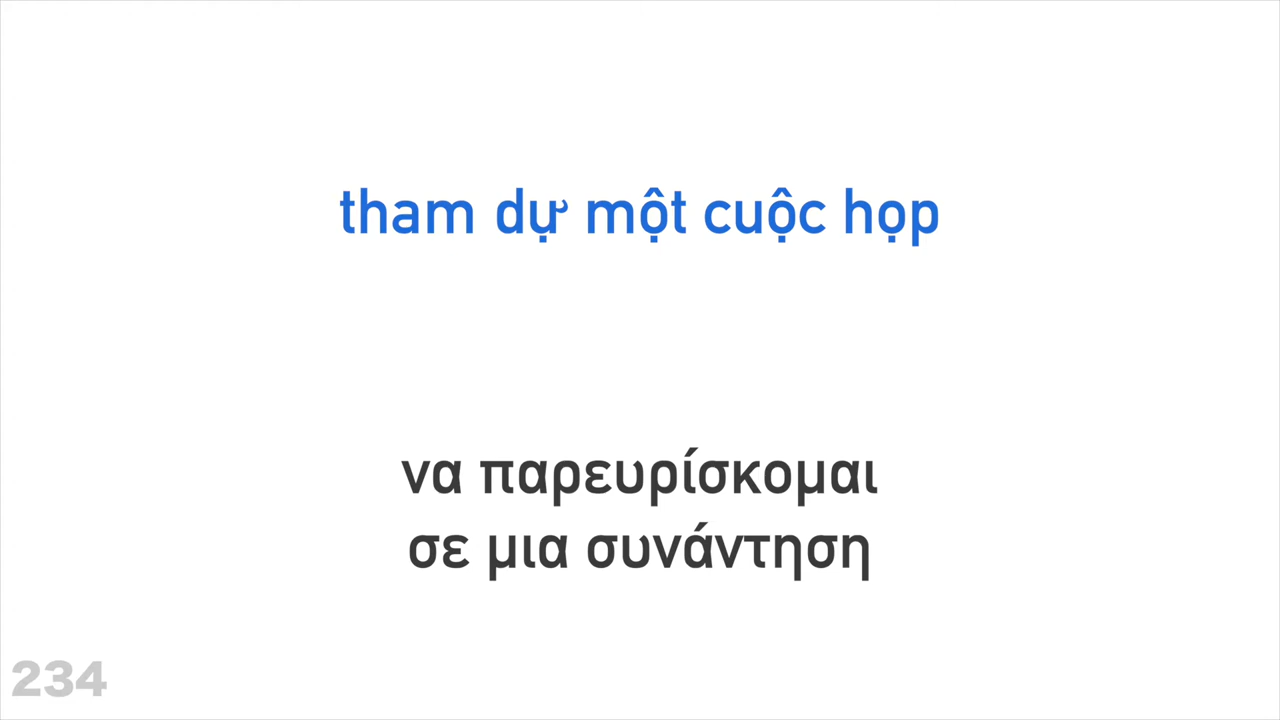 tham dự một cuộc họp
να παρευρίσκομαι
σε μια συνάντηση
234